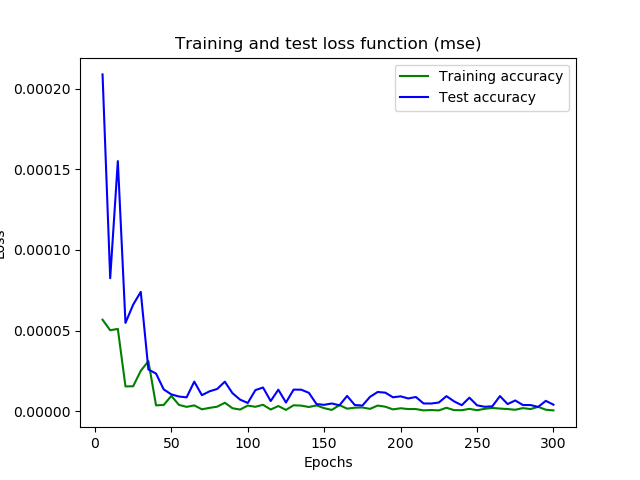 Training and test loss function (mse)
Training accuracy
Test accuracy
0.00020
0.00015
0.00010
0.00005
0.00000
Loss
0 50 100 150 200 250 300
Epochs